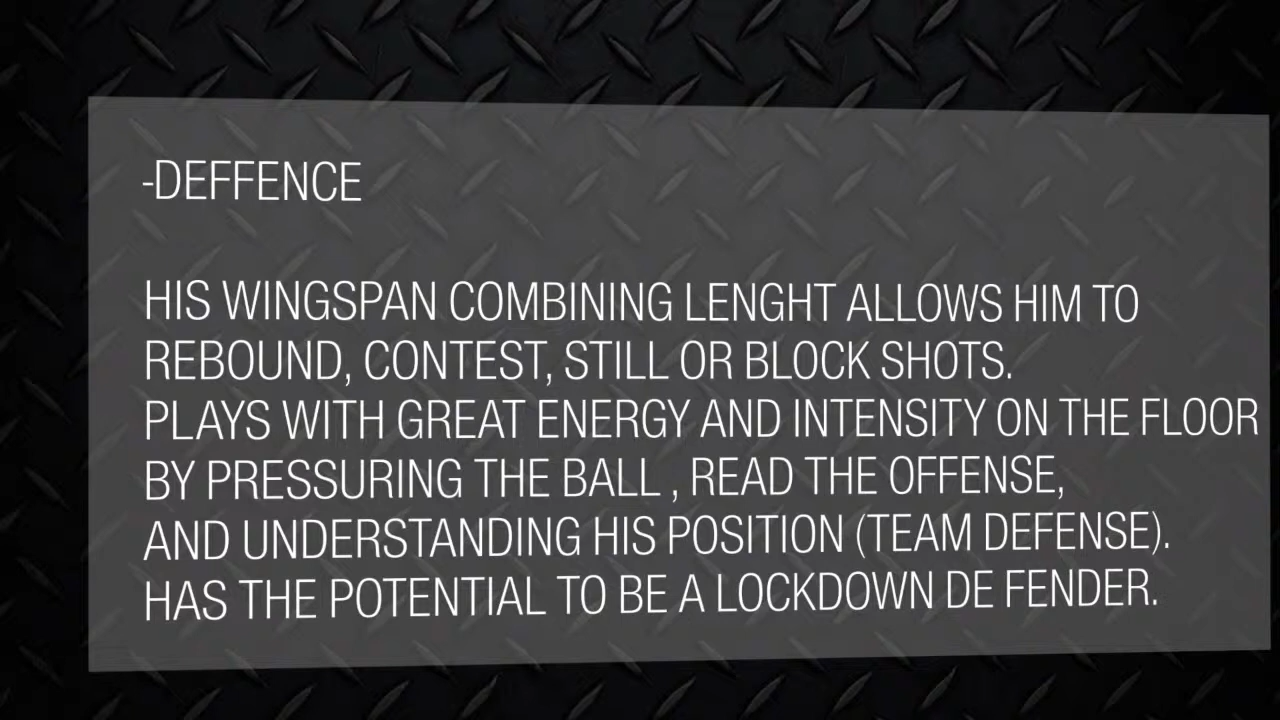 -DEFFENCE
HIS WINGSPAN COMBINING LENGHT ALLOWS HIM TO
REBOUND, CONTEST, STILL OR BLOCK SHOTS.
PLAYS WITH GREAT ENERGY AND INTENSITY ON THE FLOOR
BY PRESSURING THE BALL , READ THE OFFENSE,
AND UNDERSTANDING HIS POSITION (TEAM DEFENSE).
HAS THE POTENTIAL TO BE A LOCKDOWN DE FENDER.